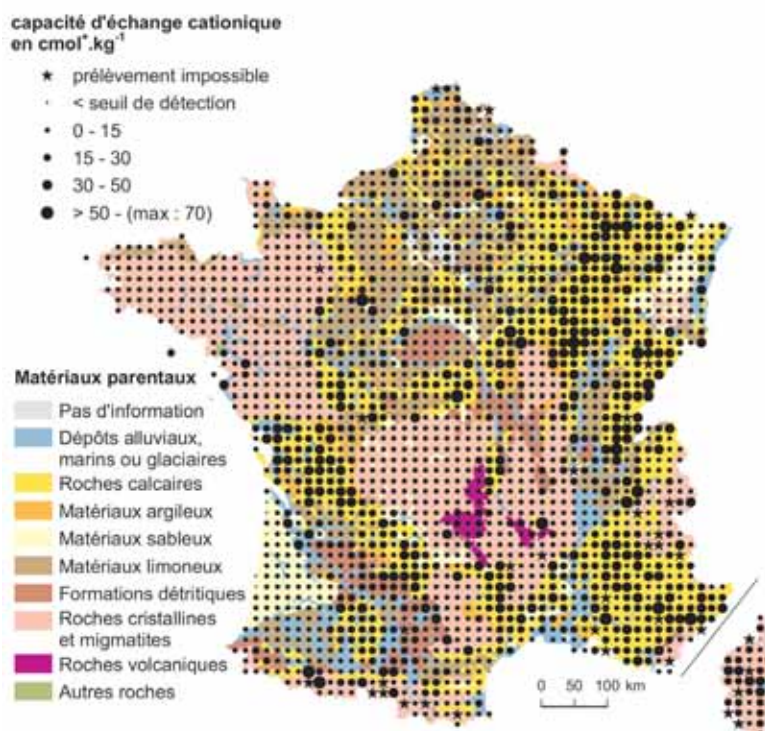 capacité d'échange cationique
en cmol⁺.kg⁻¹
prélèvement impossible
< seuil de détection
0 - 15
15 - 30
30 - 50
> 50 - (max : 70)
Matériaux parentaux
Pas d'information
Dépôts alluviaux,
marins ou glaciaires
Roches calcaires
Matériaux argileux
Matériaux sableux
Matériaux limoneux
Formations détritiques
Roches cristallines
et migmatites
Roches volcaniques
Autres roches
0 50 100 km